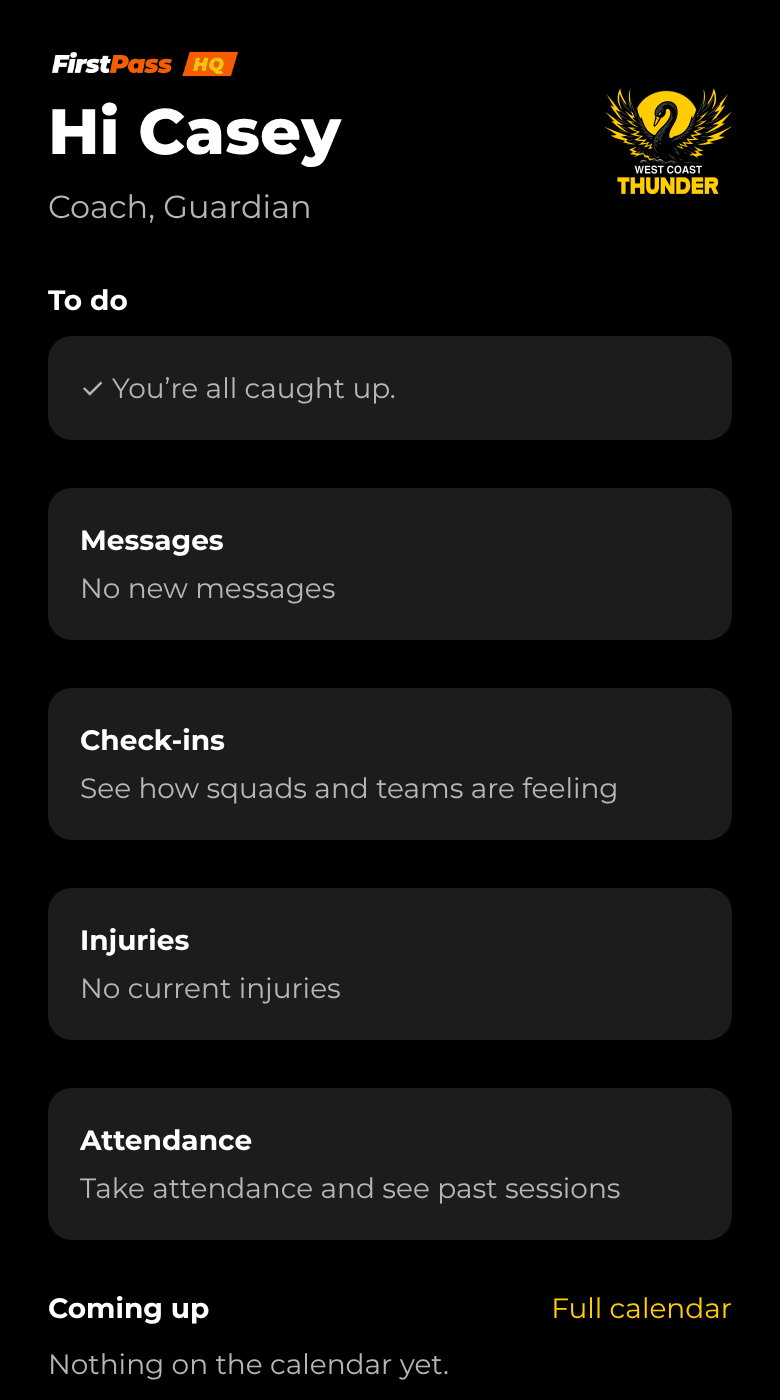 FirstPass HQ
Hi Casey
Coach, Guardian
WEST COAST
THUNDER
To do
✓ You’re all caught up.
Messages
No new messages
Check-ins
See how squads and teams are feeling
Injuries
No current injuries
Attendance
Take attendance and see past sessions
Coming up
Full calendar
Nothing on the calendar yet.